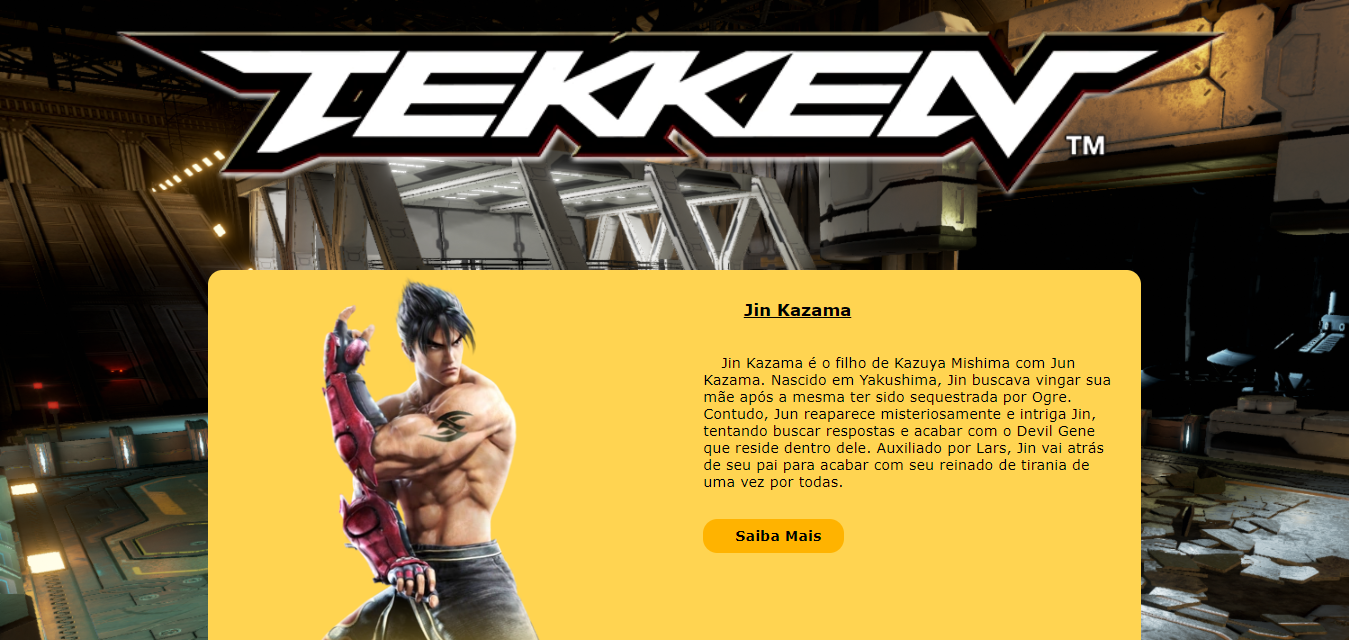 TEKKEN
TM
Jin Kazama
Jin Kazama é o filho de Kazuya Mishima com Jun
Kazama. Nascido em Yakushima, Jin buscava vingar sua
mãe após a mesma ter sido sequestrada por Ogre.
Contudo, Jun reaparece misteriosamente e intriga Jin,
tentando buscar respostas e acabar com o Devil Gene
que reside dentro dele. Auxiliado por Lars, Jin vai atrás
de seu pai para acabar com seu reinado de tirania de
uma vez por todas.
Saiba Mais